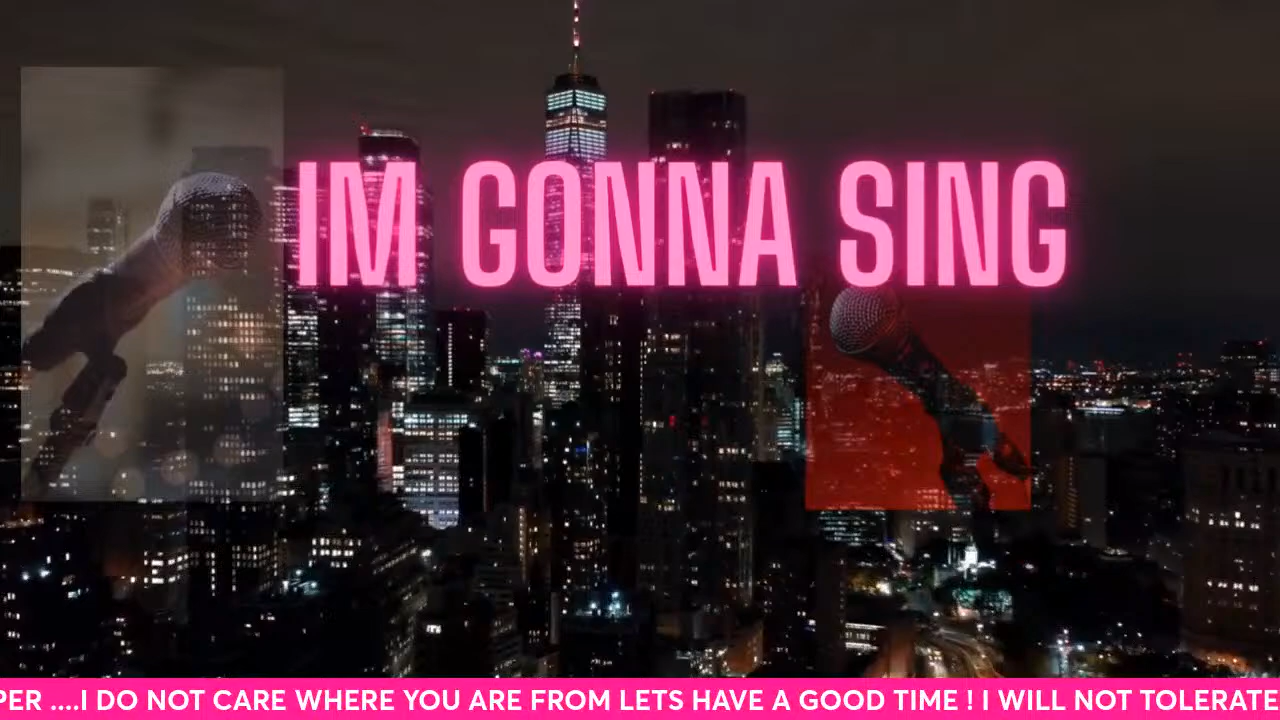 IM GONNA SING
PER ....I DO NOT CARE WHERE YOU ARE FROM LETS HAVE A GOOD TIME ! I WILL NOT TOLERATE